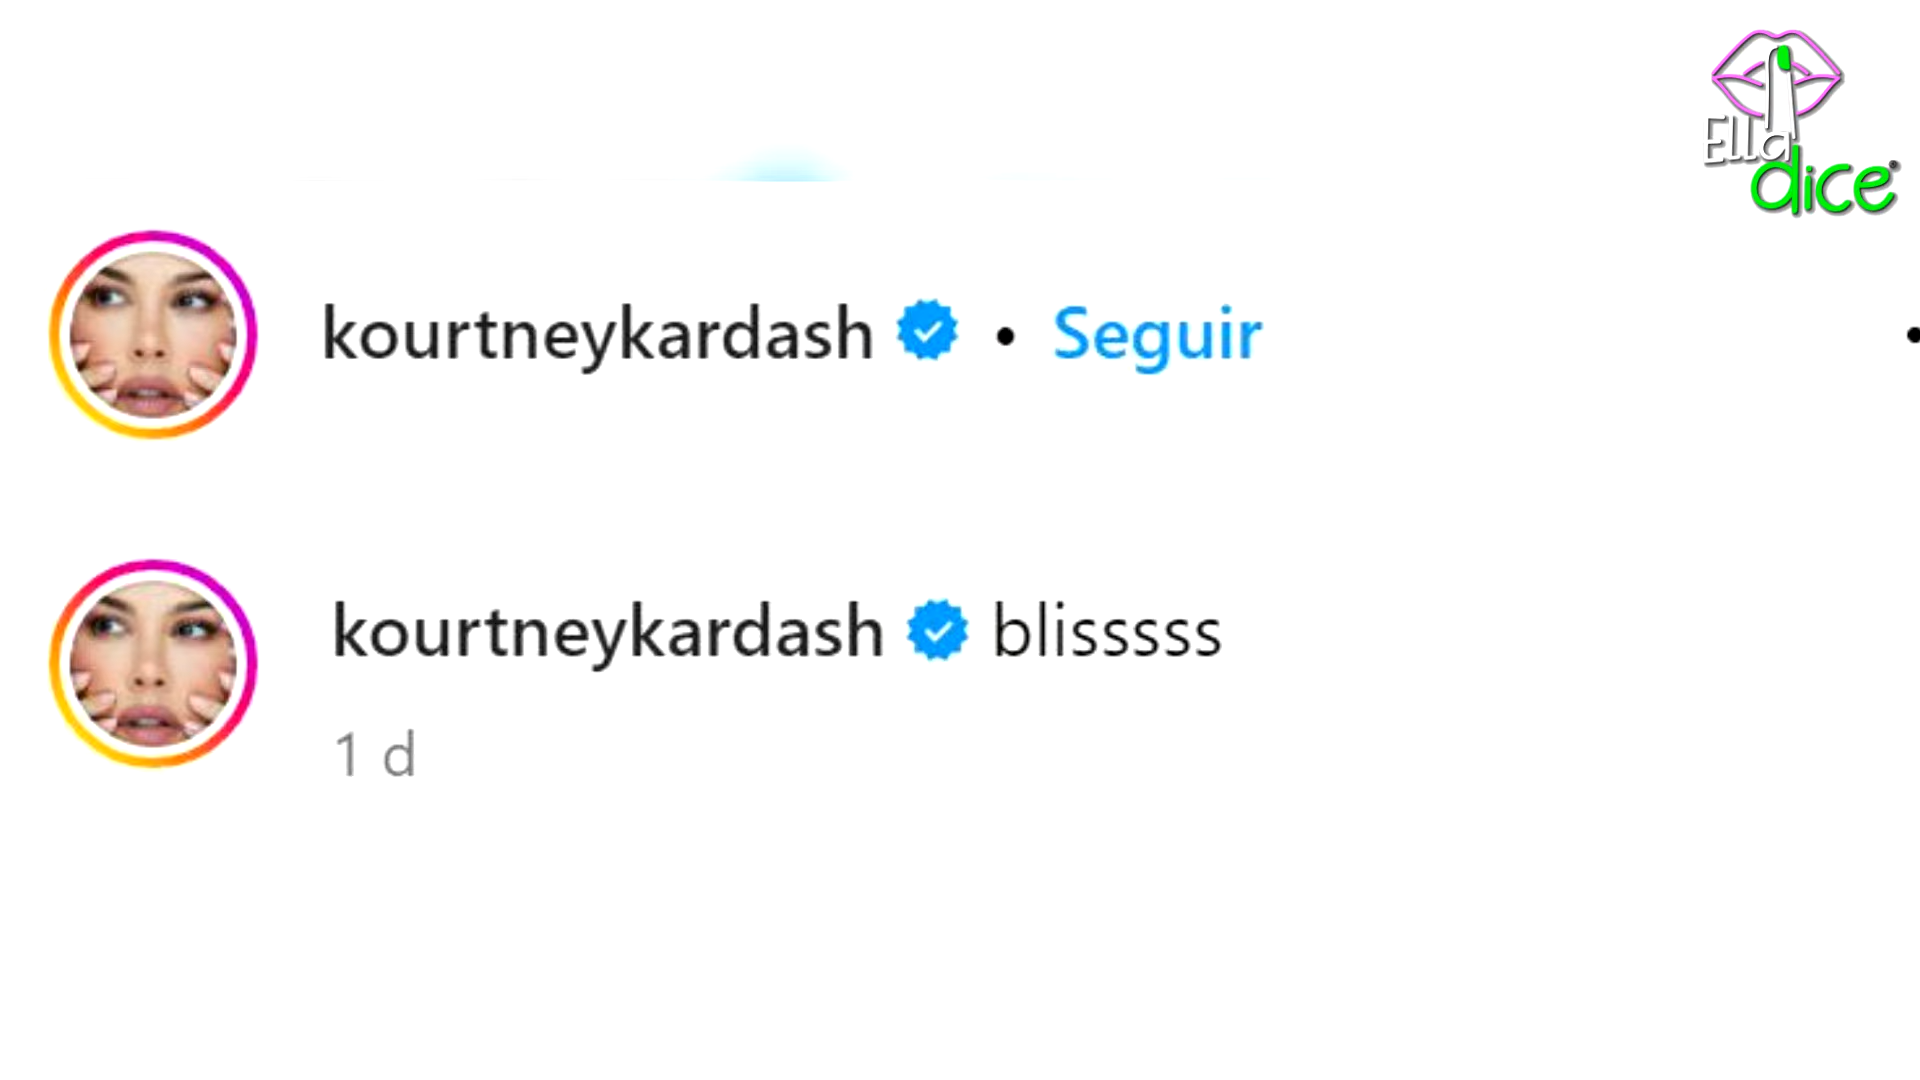 Ella
dice
kourtneykardash • Seguir
kourtneykardash blisssss
1 d